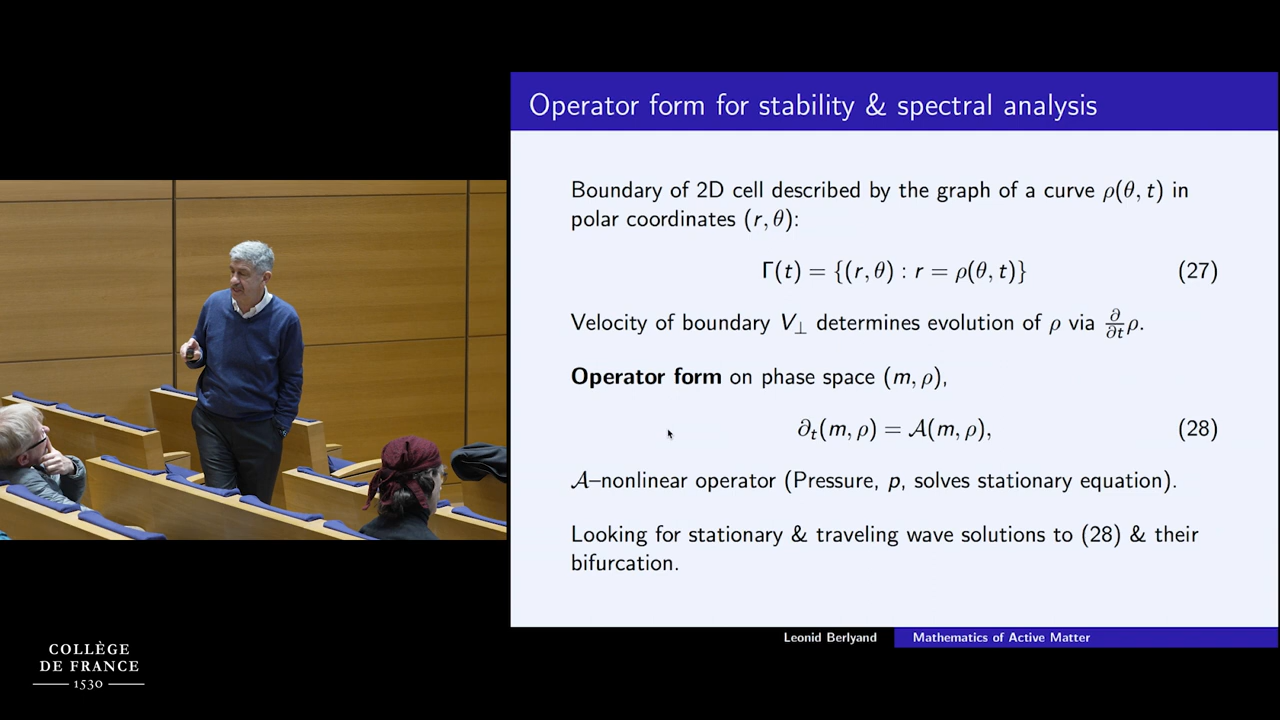 Operator form for stability & spectral analysis
Boundary of 2D cell described by the graph of a curve ρ(θ, t) in
polar coordinates (r, θ):
Γ(t) = {(r, θ) : r = ρ(θ, t)} (27)
Velocity of boundary V⊥ determines evolution of ρ via ∂/∂t ρ.
Operator form on phase space (m, ρ),
∂ₜ(m, ρ) = 𝒜(m, ρ), (28)
𝒜–nonlinear operator (Pressure, p, solves stationary equation).
Looking for stationary & traveling wave solutions to (28) & their
bifurcation.
Leonid Berlyand Mathematics of Active Matter
COLLÈGE
DE FRANCE
1530